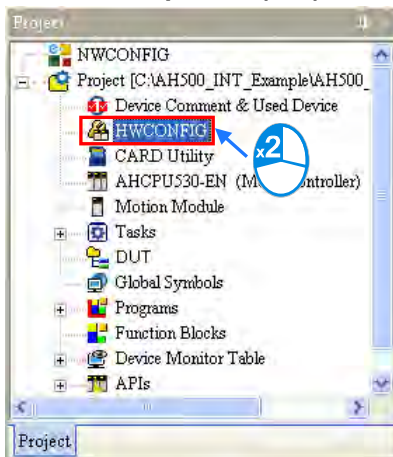 Project
NWCONFIG
Project [C:\AH500_INT_Example\AH500_
Device Comment & Used Device
HWCONFIG
x2
CARD Utility
AHCPU530-EN (M ntroller)
Motion Module
Tasks
DUT
Global Symbols
Programs
Function Blocks
Device Monitor Table
APIs
Project